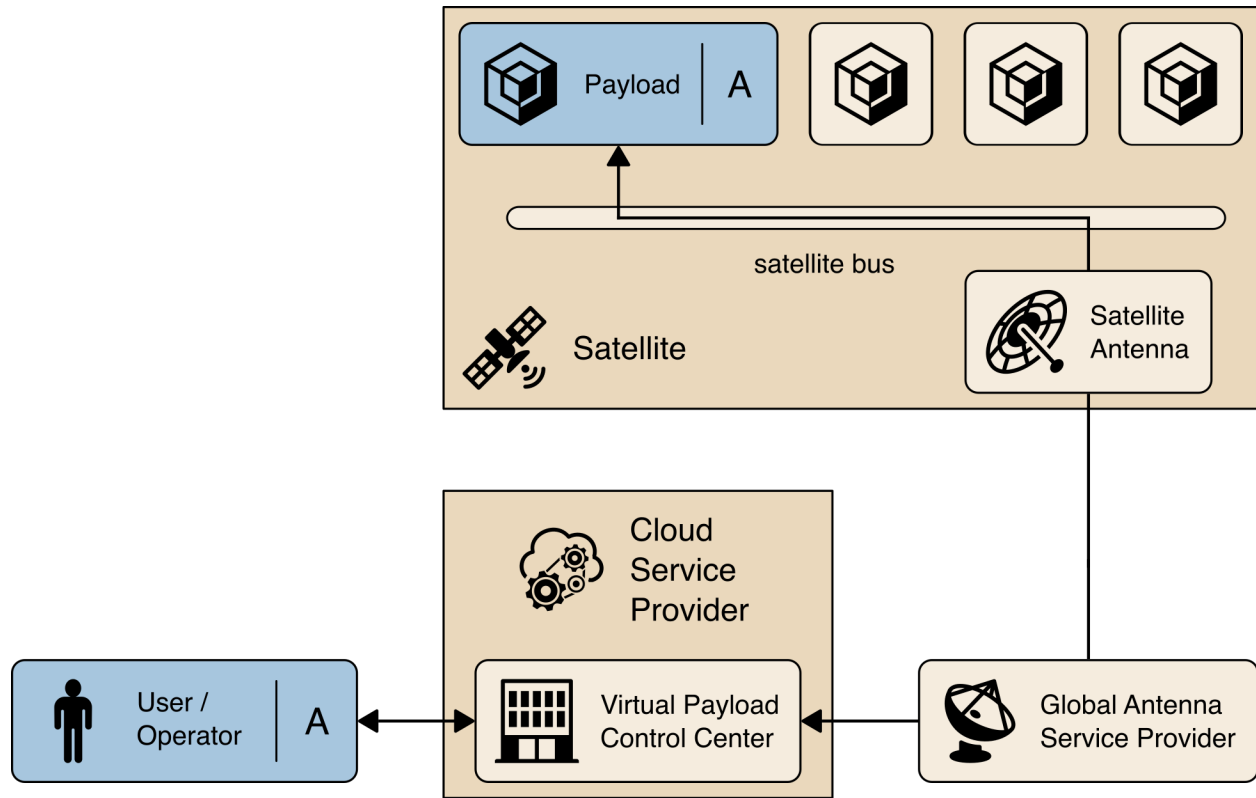 Payload
A
satellite bus
Satellite
Satellite
Antenna
Cloud
Service
Provider
User /
Operator
A
Virtual Payload
Control Center
Global Antenna
Service Provider